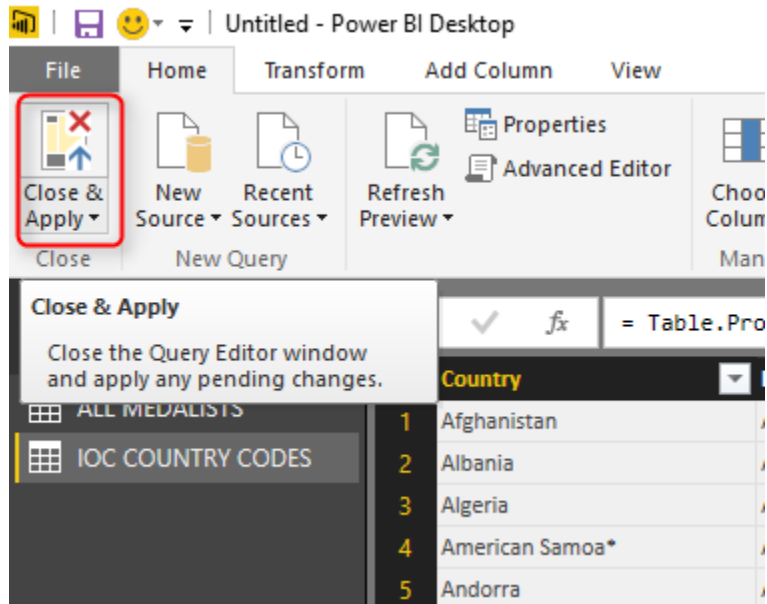 Untitled - Power BI Desktop
File Home Transform Add Column View
Properties
Advanced Editor
Close & Apply
New Source
Recent Sources
Refresh Preview
Close
New Query
Close & Apply
Close the Query Editor window
and apply any pending changes.
fx = Table.Pro
Country
ALL MEDALISTS
IOC COUNTRY CODES
1 Afghanistan
2 Albania
3 Algeria
4 American Samoa*
5 Andorra